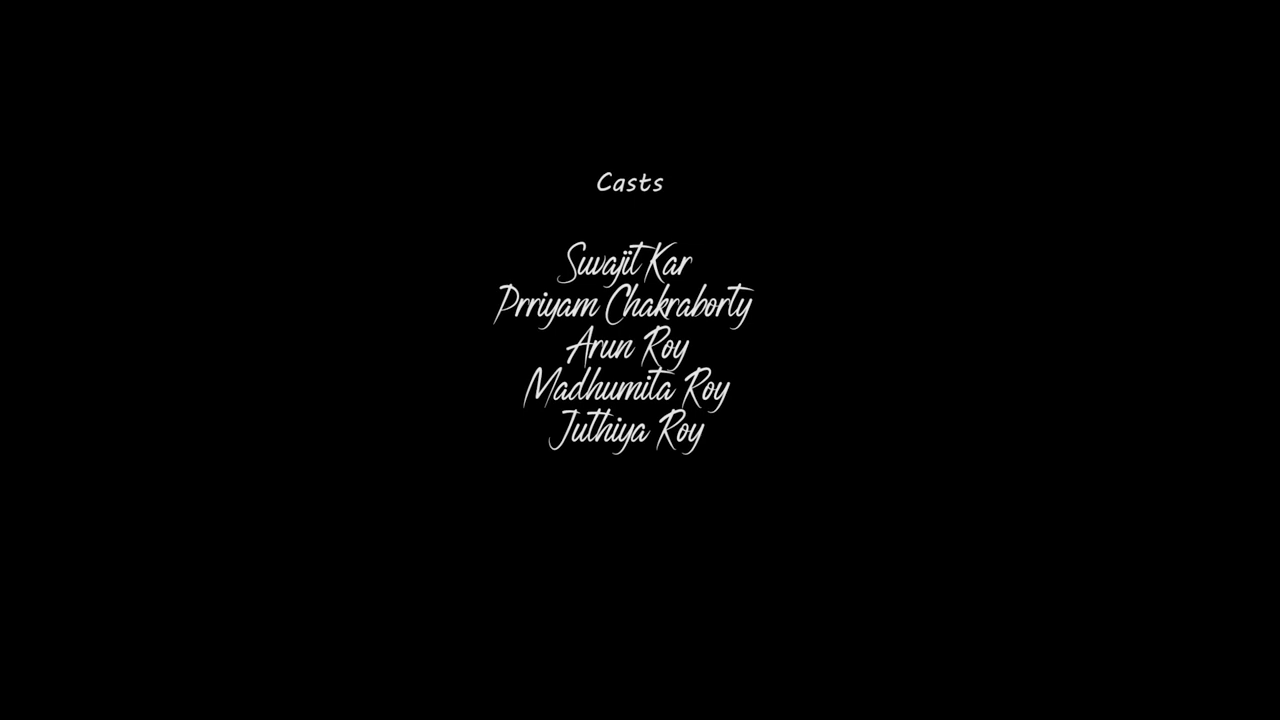 Casts
Suvajit Kar
Prriyam Chakraborty
Arun Roy
Madhumita Roy
Juthiya Roy